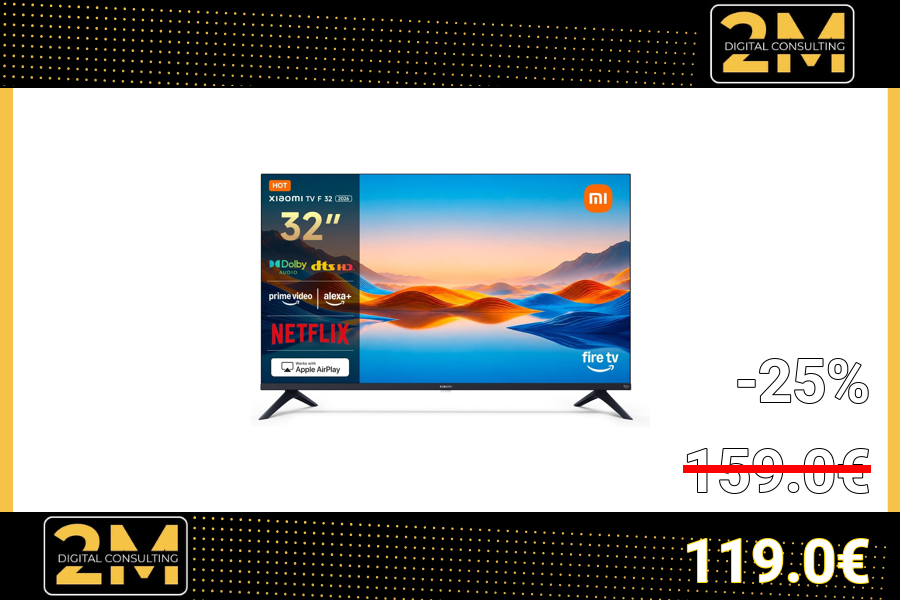 2M
DIGITAL CONSULTING
HOT
xiaomi TV F 32 2026
32"
Dolby
AUDIO
dts HD
prime video
alexa+
NETFLIX
Works with
Apple AirPlay
mi
fire tv
XIAOMI
-25%
159.0€
2M
DIGITAL CONSULTING
119.0€